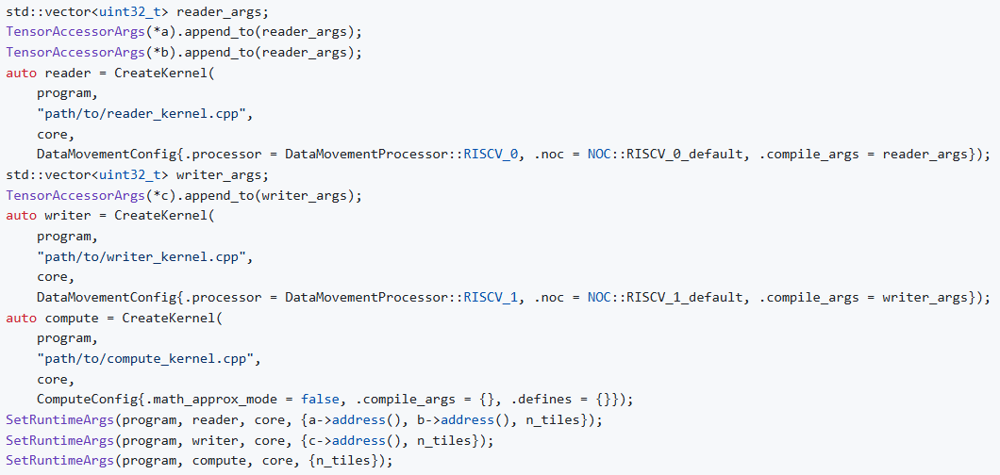 std::vector<uint32_t> reader_args;
TensorAccessorArgs(*a).append_to(reader_args);
TensorAccessorArgs(*b).append_to(reader_args);
auto reader = CreateKernel(
    program,
    "path/to/reader_kernel.cpp",
    core,
    DataMovementConfig{.processor = DataMovementProcessor::RISCV_0, .noc = NOC::RISCV_0_default, .compile_args = reader_args});
std::vector<uint32_t> writer_args;
TensorAccessorArgs(*c).append_to(writer_args);
auto writer = CreateKernel(
    program,
    "path/to/writer_kernel.cpp",
    core,
    DataMovementConfig{.processor = DataMovementProcessor::RISCV_1, .noc = NOC::RISCV_1_default, .compile_args = writer_args});
auto compute = CreateKernel(
    program,
    "path/to/compute_kernel.cpp",
    core,
    ComputeConfig{.math_approx_mode = false, .compile_args = {}, .defines = {}});
SetRuntimeArgs(program, reader, core, {a->address(), b->address(), n_tiles});
SetRuntimeArgs(program, writer, core, {c->address(), n_tiles});
SetRuntimeArgs(program, compute, core, {n_tiles});